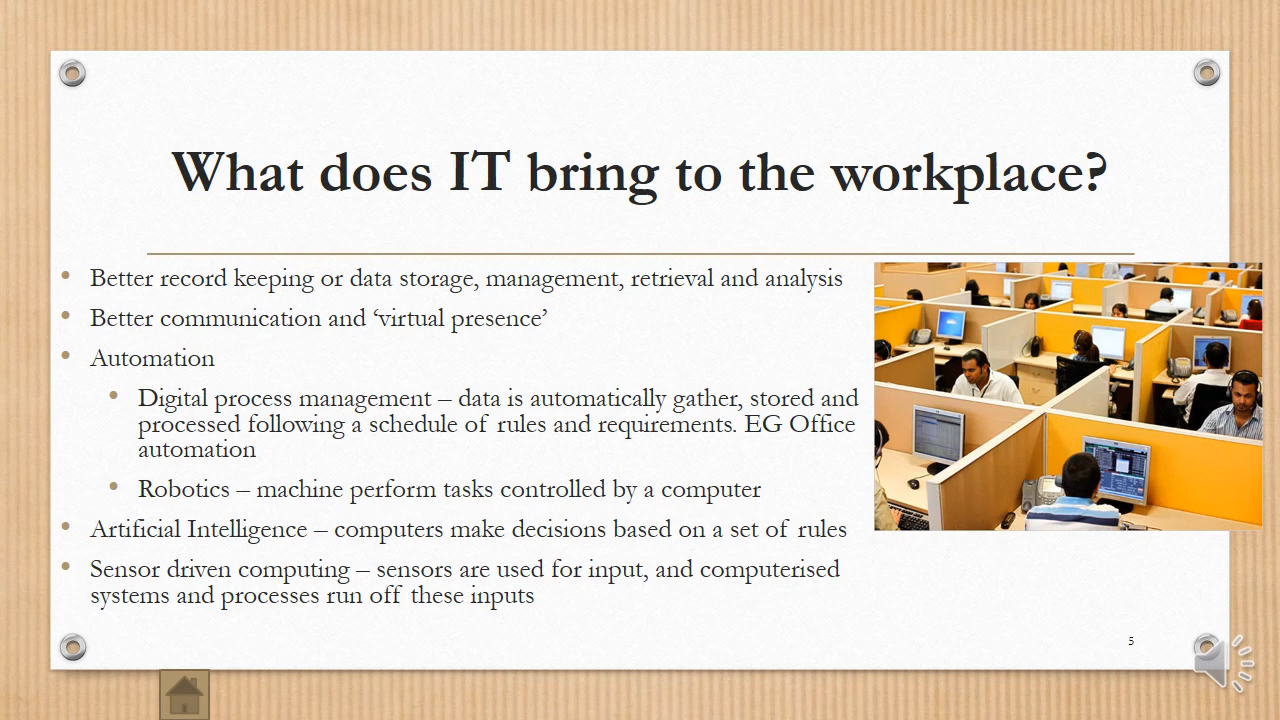 What does IT bring to the workplace?
• Better record keeping or data storage, management, retrieval and analysis
• Better communication and ‘virtual presence’
• Automation
• Digital process management – data is automatically gather, stored and
processed following a schedule of rules and requirements. EG Office
automation
• Robotics – machine perform tasks controlled by a computer
• Artificial Intelligence – computers make decisions based on a set of rules
• Sensor driven computing – sensors are used for input, and computerised
systems and processes run off these inputs
5